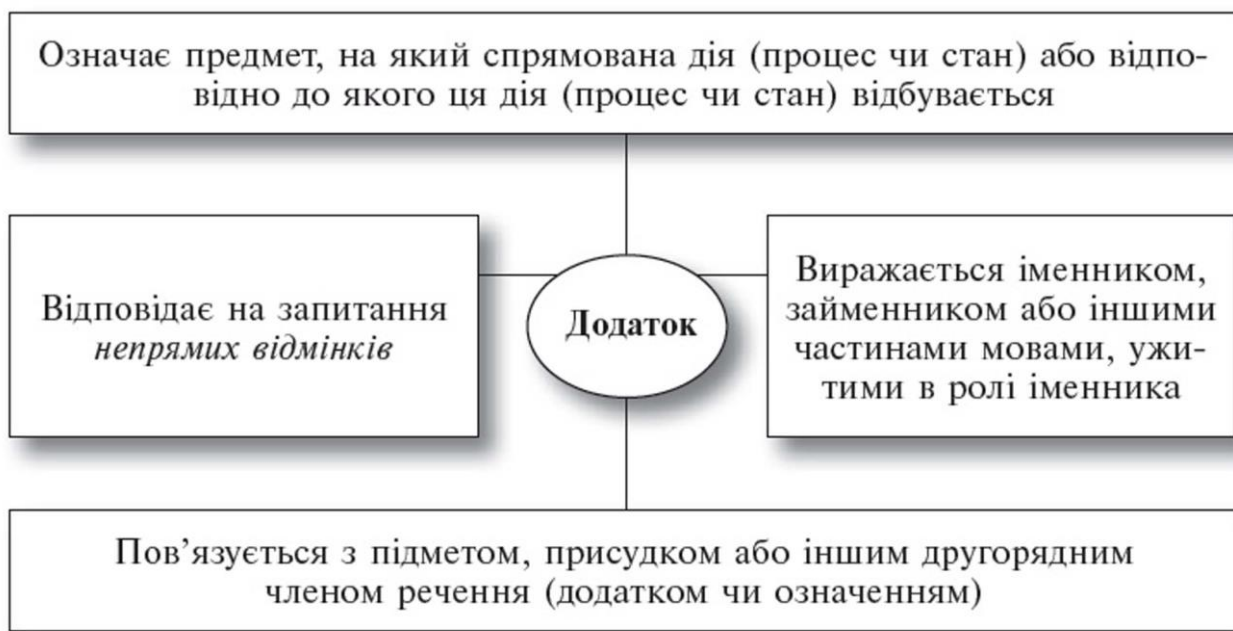 Означає предмет, на який спрямована дія (процес чи стан) або відпо-
відно до якого ця дія (процес чи стан) відбувається
Відповідає на запитання
непрямих відмінків
Додаток
Виражається іменником,
займенником або іншими
частинами мовами, ужи-
тими в ролі іменника
Пов’язується з підметом, присудком або іншим другорядним
членом речення (додатком чи означенням)